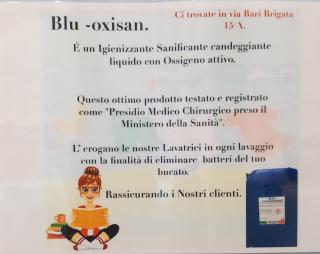 Blu -oxisan.
Ci trovate in via Bari Brigata
15/A.
É un Igienizzante Sanificante candeggiante
liquido con Ossigeno attivo.
Questo ottimo prodotto testato e registrato
come "Presidio Medico Chirurgico preso il
Ministero della Sanità".
L' erogano le nostre Lavatrici in ogni lavaggio
con la finalità di eliminare batteri del tuo
bucato.
Rassicurando i Nostri clienti.